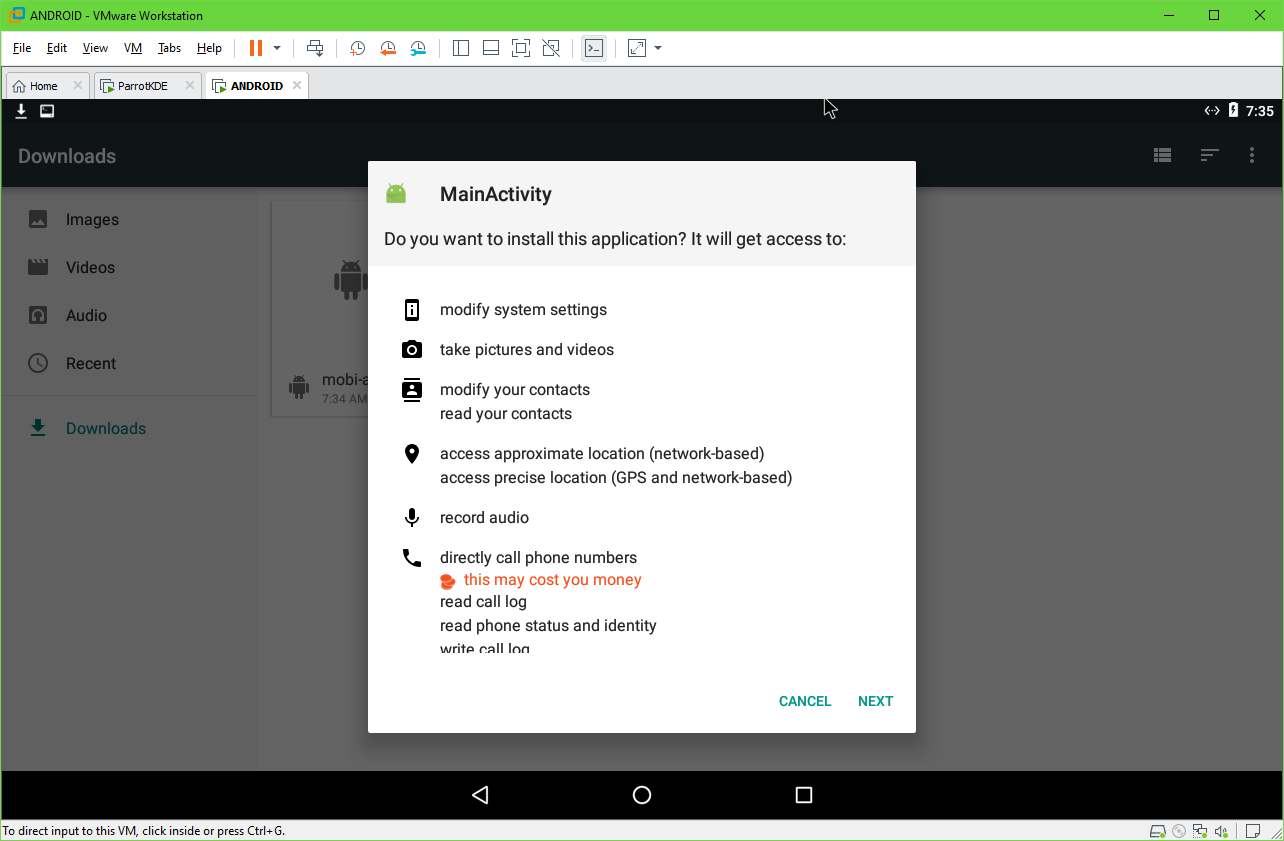 ANDROID - VMware Workstation
File Edit View VM Tabs Help
Home ParrotKDE ANDROID
7:35
Downloads
Images
Videos
Audio
Recent
Downloads
mobi-a
7:34 AM
MainActivity
Do you want to install this application? It will get access to:
modify system settings
take pictures and videos
modify your contacts
read your contacts
access approximate location (network-based)
access precise location (GPS and network-based)
record audio
directly call phone numbers
this may cost you money
read call log
read phone status and identity
write call log
CANCEL NEXT
To direct input to this VM, click inside or press Ctrl+G.